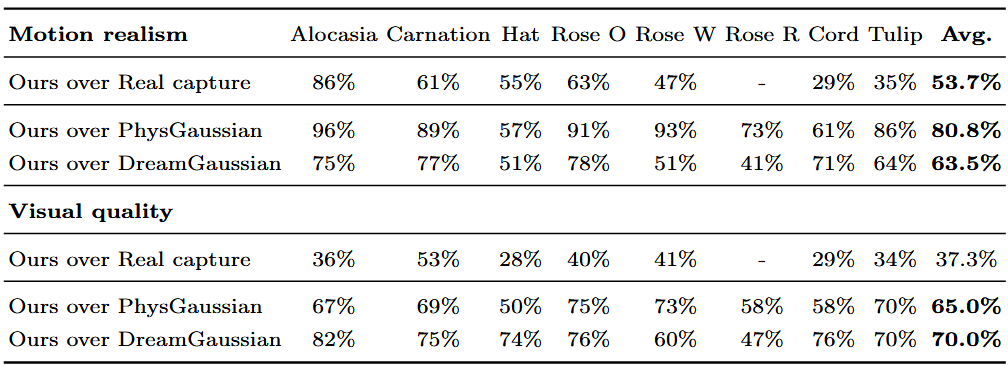 Motion realism Alocasia Carnation Hat Rose O Rose W Rose R Cord Tulip Avg.
Ours over Real capture 86% 61% 55% 63% 47% - 29% 35% 53.7%
Ours over PhysGaussian 96% 89% 57% 91% 93% 73% 61% 86% 80.8%
Ours over DreamGaussian 75% 77% 51% 78% 51% 41% 71% 64% 63.5%
Visual quality
Ours over Real capture 36% 53% 28% 40% 41% - 29% 34% 37.3%
Ours over PhysGaussian 67% 69% 50% 75% 73% 58% 58% 70% 65.0%
Ours over DreamGaussian 82% 75% 74% 76% 60% 47% 76% 70% 70.0%